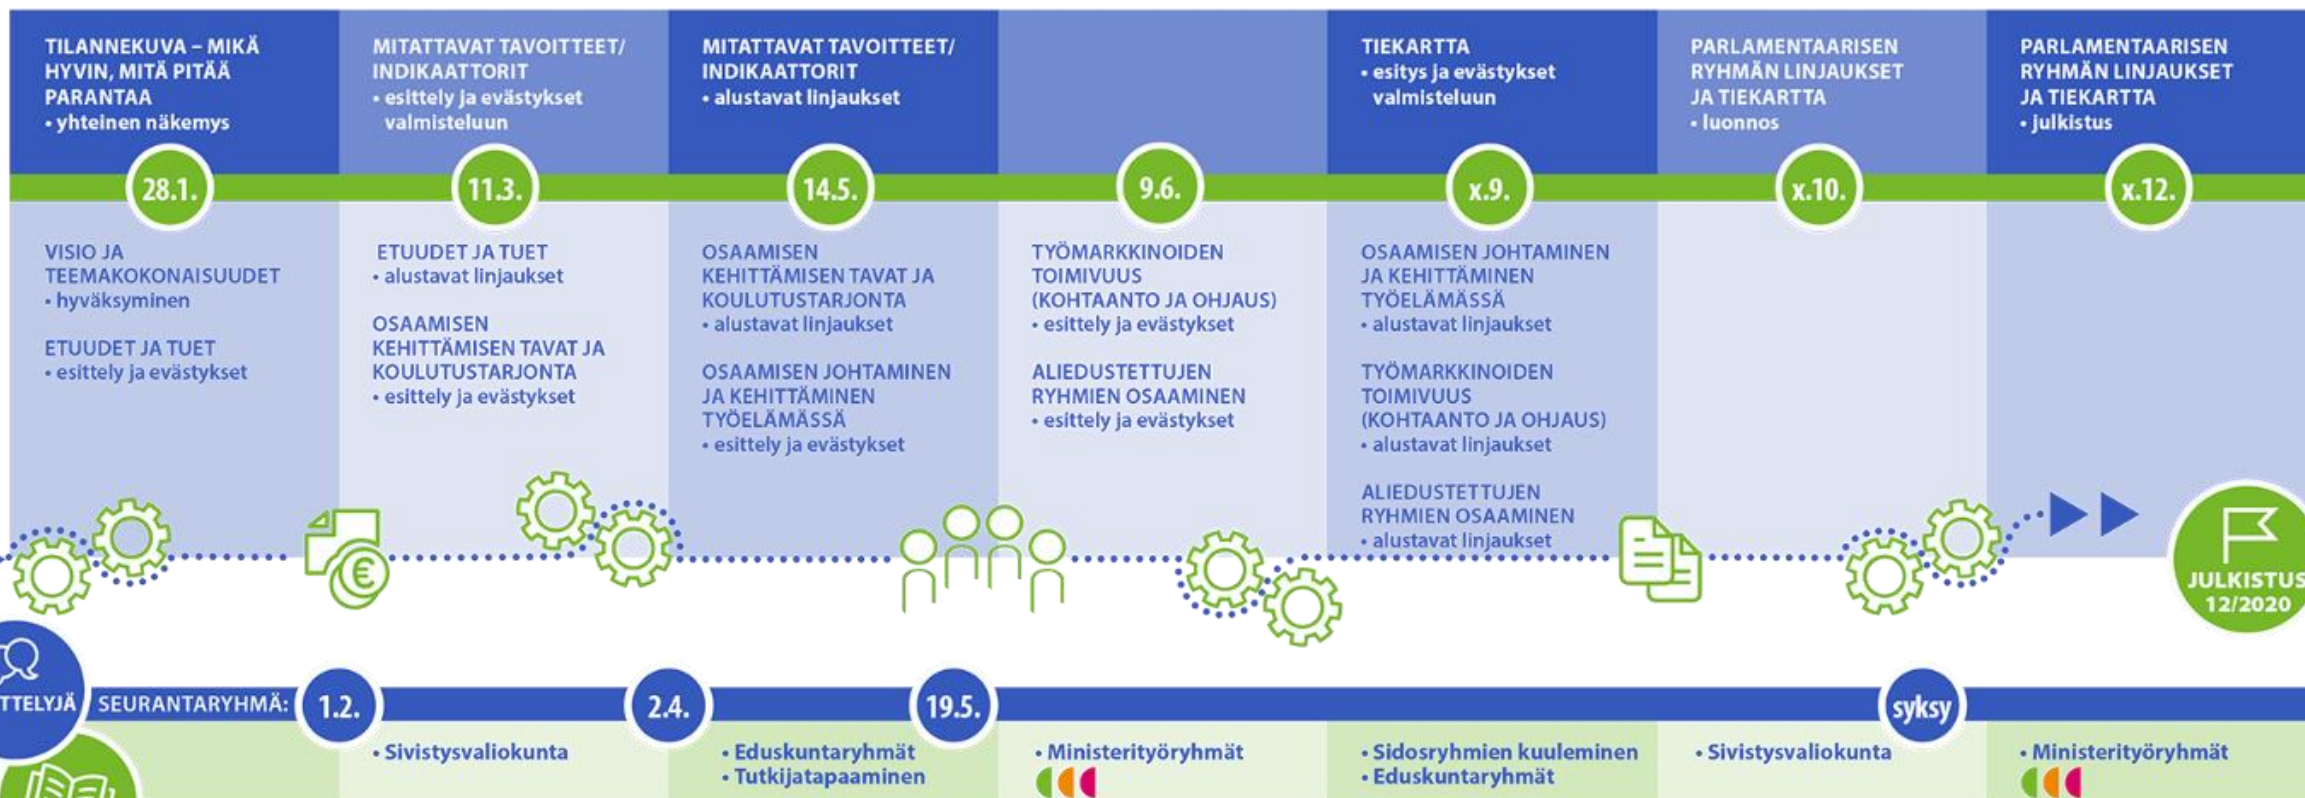 TILANNEKUVA – MIKÄ
HYVIN, MITÄ PITÄÄ
PARANTAA
• yhteinen näkemys
MITATTAVAT TAVOITTEET/
INDIKAATTORIT
• esittely ja evästykset
valmisteluun
MITATTAVAT TAVOITTEET/
INDIKAATTORIT
• alustavat linjaukset
TIEKARTTA
• esitys ja evästykset
valmisteluun
PARLAMENTAARISEN
RYHMÄN LINJAUKSET
JA TIEKARTTA
• luonnos
PARLAMENTAARISEN
RYHMÄN LINJAUKSET
JA TIEKARTTA
• julkistus
28.1.
11.3.
14.5.
9.6.
x.9.
x.10.
x.12.
VISIO JA
TEEMAKOKONAISUUDET
• hyväksyminen
ETUUDET JA TUET
• esittely ja evästykset
ETUUDET JA TUET
• alustavat linjaukset
OSAAMISEN
KEHITTÄMISEN TAVAT JA
KOULUTUSTARJONTA
• esittely ja evästykset
OSAAMISEN
KEHITTÄMISEN TAVAT JA
KOULUTUSTARJONTA
• alustavat linjaukset
OSAAMISEN JOHTAMINEN
JA KEHITTÄMINEN
TYÖELÄMÄSSÄ
• esittely ja evästykset
TYÖMARKKINOIDEN
TOIMIVUUS
(KOHTAANTO JA OHJAUS)
• esittely ja evästykset
ALIEDUSTETTUJEN
RYHMIEN OSAAMINEN
• esittely ja evästykset
OSAAMISEN JOHTAMINEN
JA KEHITTÄMINEN
TYÖELÄMÄSSÄ
• alustavat linjaukset
TYÖMARKKINOIDEN
TOIMIVUUS
(KOHTAANTO JA OHJAUS)
• alustavat linjaukset
ALIEDUSTETTUJEN
RYHMIEN OSAAMINEN
• alustavat linjaukset
€
JULKISTUS
12/2020
TTELYJÄ
SEURANTARYHMÄ:
1.2.
2.4.
19.5.
syksy
• Sivistysvaliokunta
• Eduskuntaryhmät
• Tutkijatapaaminen
• Ministerityöryhmät
• Sidosryhmien kuuleminen
• Eduskuntaryhmät
• Sivistysvaliokunta
• Ministerityöryhmät